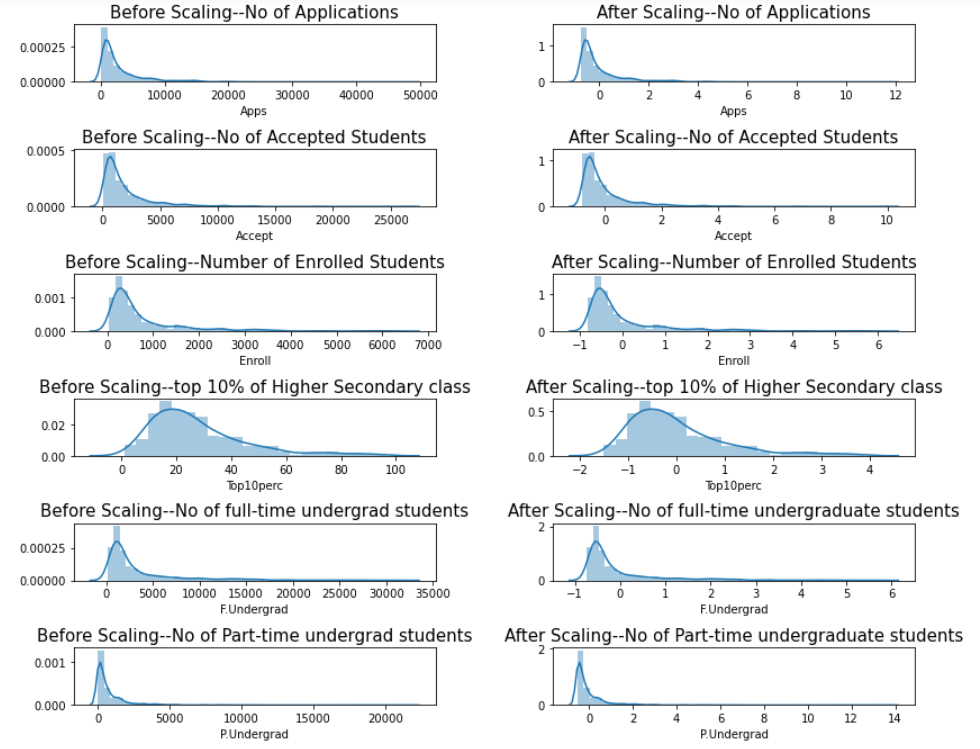 Before Scaling--No of Applications
0.00025
0.00000
0 10000 20000 30000 40000 50000
Apps
After Scaling--No of Applications
1
0
0 2 4 6 8 10 12
Apps
Before Scaling--No of Accepted Students
0.0005
0.0000
0 5000 10000 15000 20000 25000
Accept
After Scaling--No of Accepted Students
1
0
0 2 4 6 8 10
Accept
Before Scaling--Number of Enrolled Students
0.001
0.000
0 1000 2000 3000 4000 5000 6000 7000
Enroll
After Scaling--Number of Enrolled Students
1
0
−1 0 1 2 3 4 5 6
Enroll
Before Scaling--top 10% of Higher Secondary class
0.02
0.00
0 20 40 60 80 100
Top10perc
After Scaling--top 10% of Higher Secondary class
0.5
0.0
−2 −1 0 1 2 3 4
Top10perc
Before Scaling--No of full-time undergrad students
0.00025
0.00000
0 5000 10000 15000 20000 25000 30000 35000
F.Undergrad
After Scaling--No of full-time undergraduate students
2
0
−1 0 1 2 3 4 5 6
F.Undergrad
Before Scaling--No of Part-time undergrad students
0.001
0.000
0 5000 10000 15000 20000
P.Undergrad
After Scaling--No of Part-time undergraduate students
2
0
0 2 4 6 8 10 12 14
P.Undergrad